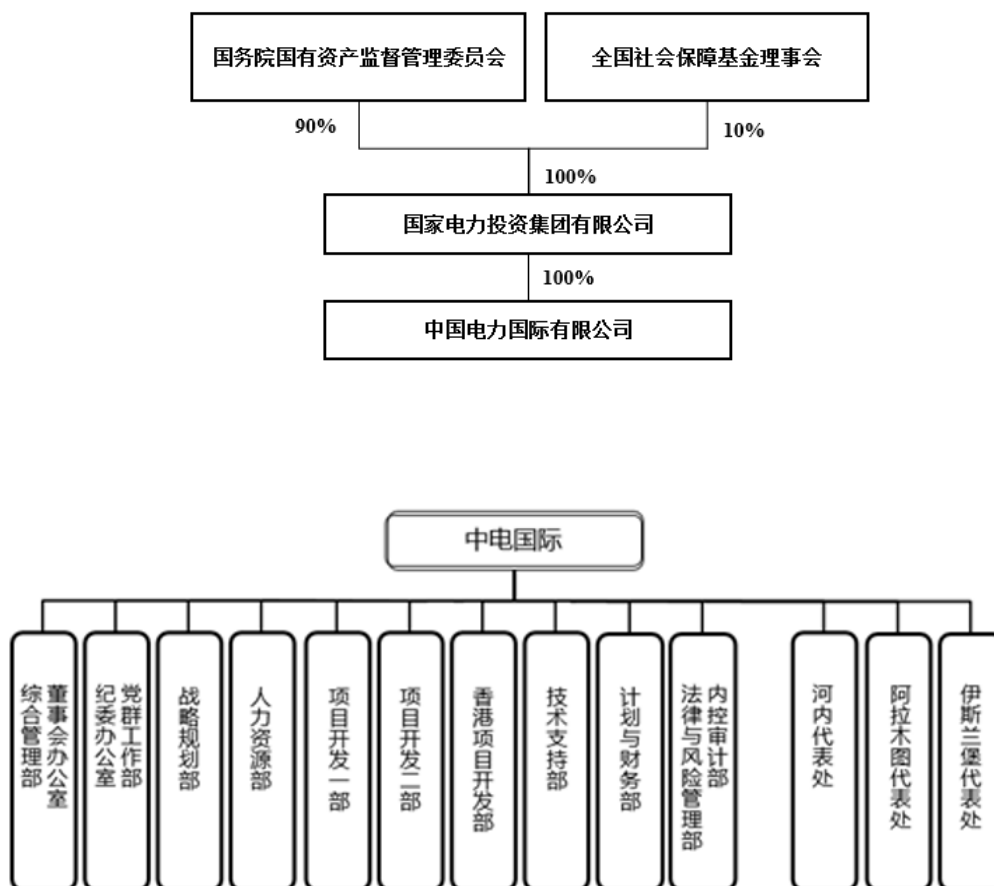 国务院国有资产监督管理委员会
全国社会保障基金理事会
90%
10%
100%
国家电力投资集团有限公司
100%
中国电力国际有限公司
中电国际
董事会办公室
综合管理部
党群工作部
纪委办公室
战略规划部
人力资源部
项目开发一部
项目开发二部
香港项目开发部
技术支持部
计划与财务部
内控审计部
法律与风险管理部
河内代表处
阿拉木图代表处
伊斯兰堡代表处